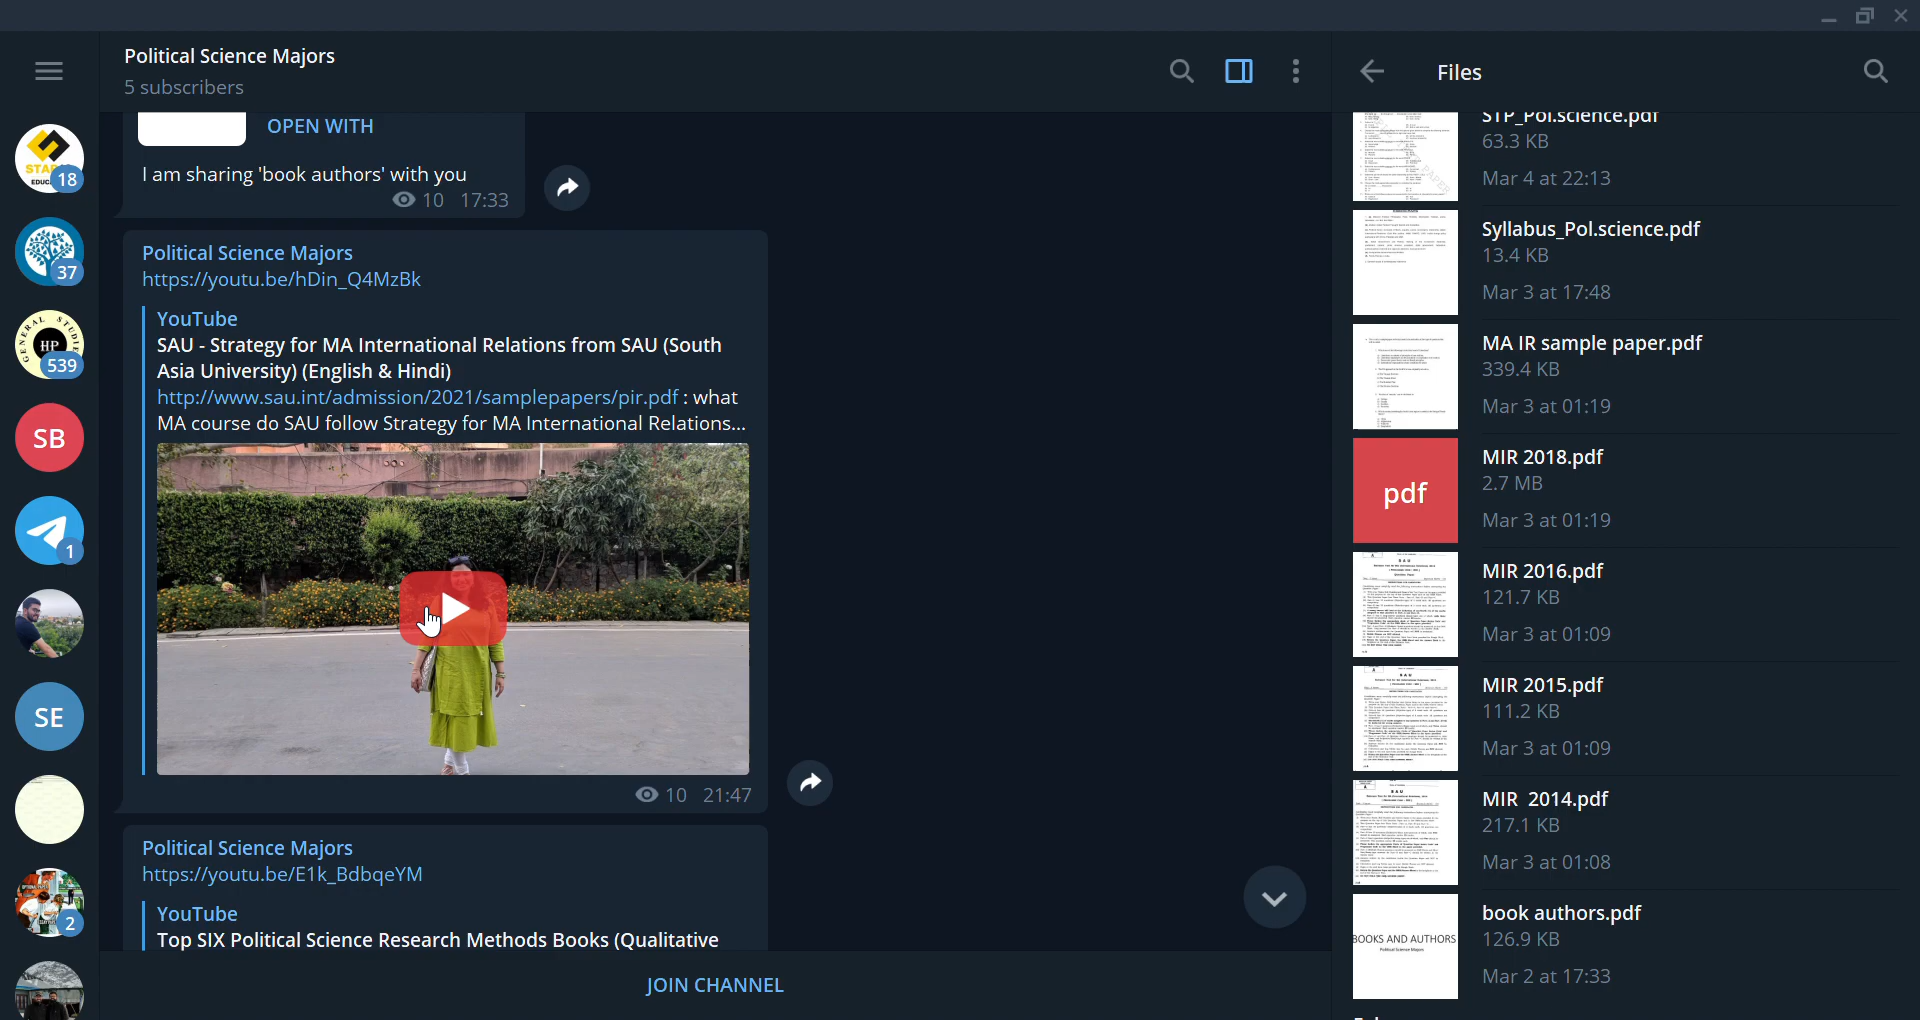 Political Science Majors
5 subscribers
OPEN WITH
I am sharing 'book authors' with you
10 17:33
Political Science Majors
https://youtu.be/hDin_Q4MzBk
YouTube
SAU - Strategy for MA International Relations from SAU (South
Asia University) (English & Hindi)
http://www.sau.int/admission/2021/samplepapers/pir.pdf : what
MA course do SAU follow Strategy for MA International Relations...
10 21:47
Political Science Majors
https://youtu.be/E1k_BdbqeYM
YouTube
Top SIX Political Science Research Methods Books (Qualitative
JOIN CHANNEL
18
37
GENERAL STUDIE
HP
539
SB
1
SE
2
Files
STP_Pol.science.pdf
63.3 KB
Mar 4 at 22:13
Syllabus_Pol.science.pdf
13.4 KB
Mar 3 at 17:48
MA IR sample paper.pdf
339.4 KB
Mar 3 at 01:19
pdf
MIR 2018.pdf
2.7 MB
Mar 3 at 01:19
MIR 2016.pdf
121.7 KB
Mar 3 at 01:09
MIR 2015.pdf
111.2 KB
Mar 3 at 01:09
MIR 2014.pdf
217.1 KB
Mar 3 at 01:08
BOOKS AND AUTHORS
Political Science Majors
book authors.pdf
126.9 KB
Mar 2 at 17:33